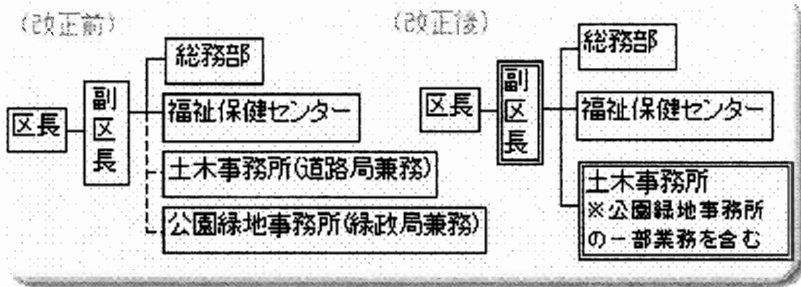 (改正前)
総務部
区長
副区長
福祉保健センター
土木事務所(道路局兼務)
公園緑地事務所(緑政局兼務)
(改正後)
総務部
区長
副区長
福祉保健センター
土木事務所
※公園緑地事務所
の一部業務を含む